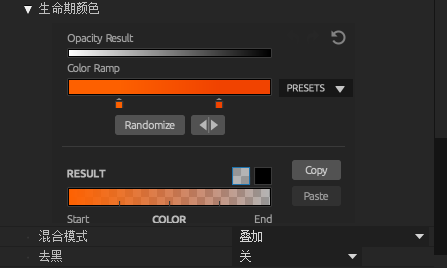 生命期颜色
Opacity Result
Color Ramp
PRESETS
Randomize
RESULT
Copy
Paste
Start COLOR End
混合模式 叠加
去黑 关